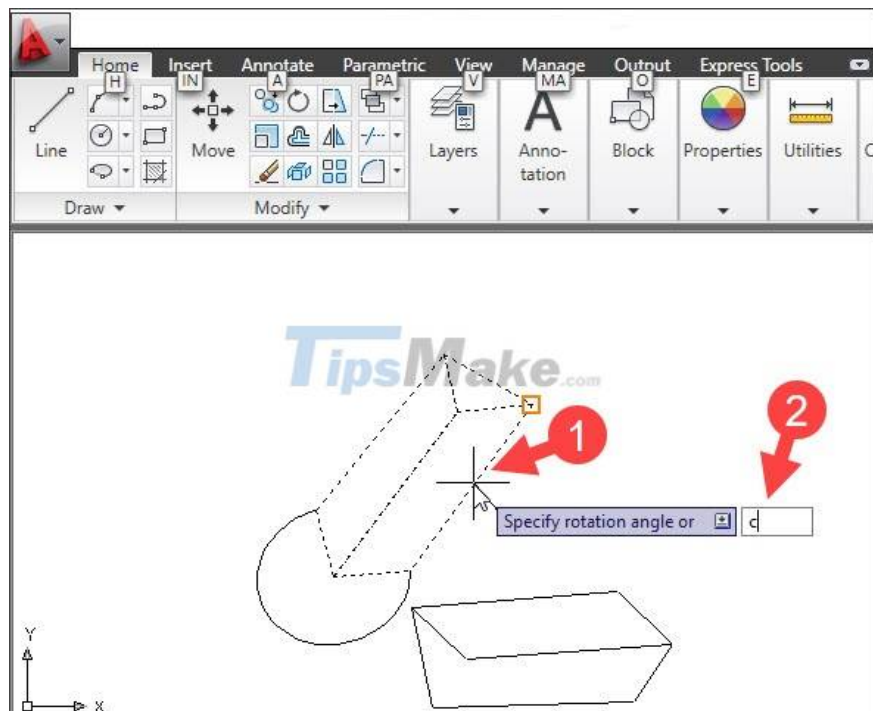 Home Insert Annotate Parametric View Manage Output Express Tools
H IN A PA V MA O E
Line Move Layers Anno- Block Properties Utilities
tation
Draw Modify
TipsMake.com
1 2
Specify rotation angle or c
Y
X